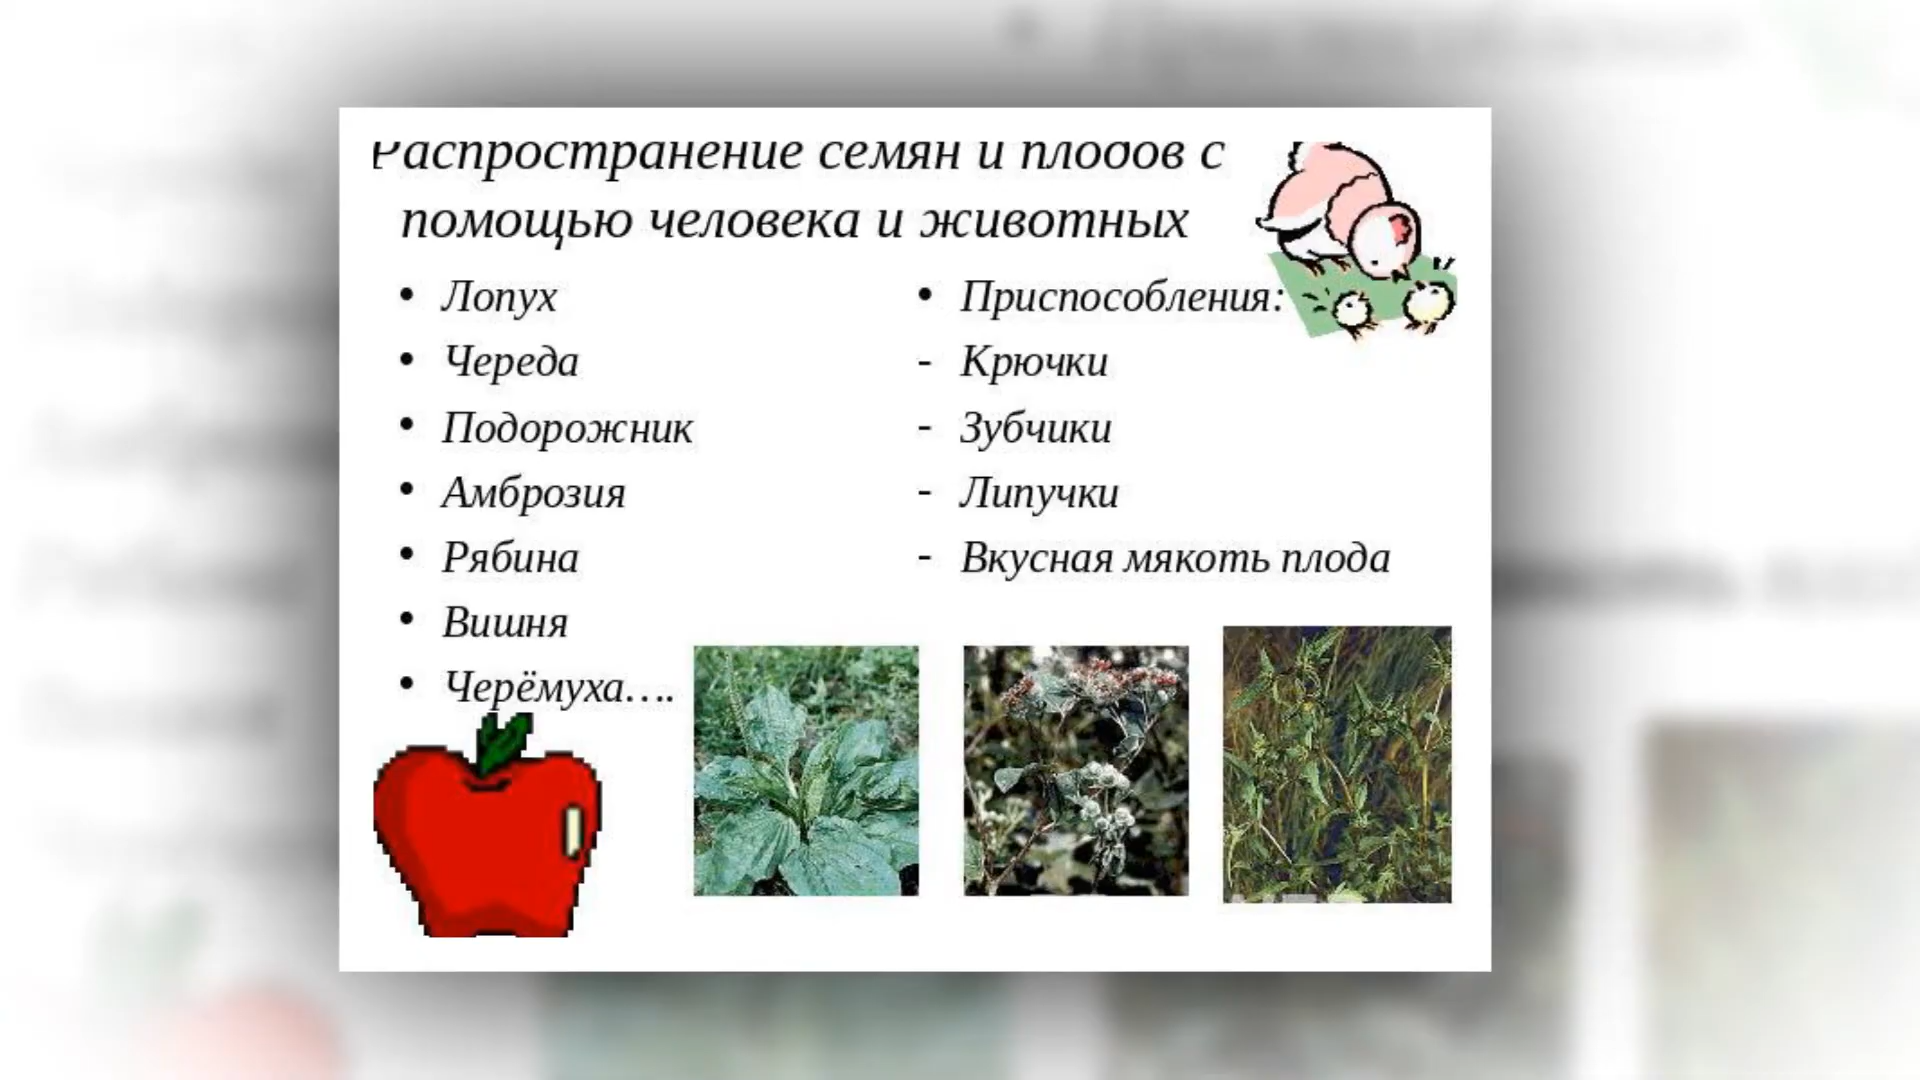 Распространение семян и плодов с
помощью человека и животных
• Лопух
• Череда
• Подорожник
• Амброзия
• Рябина
• Вишня
• Черёмуха….
• Приспособления:
- Крючки
- Зубчики
- Липучки
- Вкусная мякоть плода